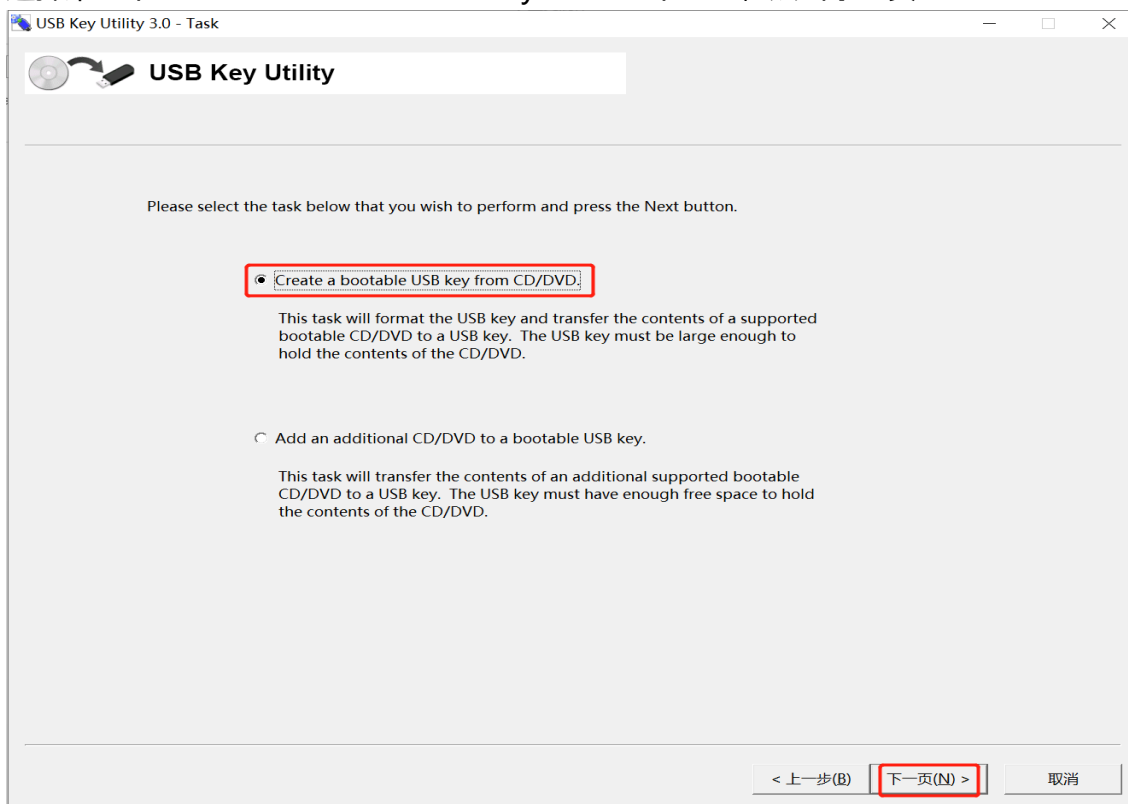 USB Key Utility 3.0 - Task
USB Key Utility
Please select the task below that you wish to perform and press the Next button.
Create a bootable USB key from CD/DVD.
This task will format the USB key and transfer the contents of a supported
bootable CD/DVD to a USB key. The USB key must be large enough to
hold the contents of the CD/DVD.
Add an additional CD/DVD to a bootable USB key.
This task will transfer the contents of an additional supported bootable
CD/DVD to a USB key. The USB key must have enough free space to hold
the contents of the CD/DVD.
< 上一步(B)
下一页(N) >
取消